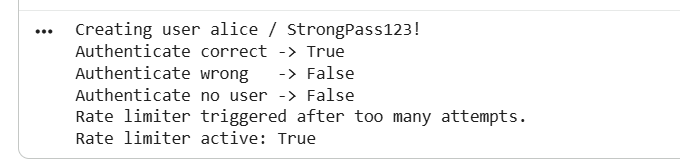 Creating user alice / StrongPass123!
Authenticate correct -> True
Authenticate wrong   -> False
Authenticate no user -> False
Rate limiter triggered after too many attempts.
Rate limiter active: True